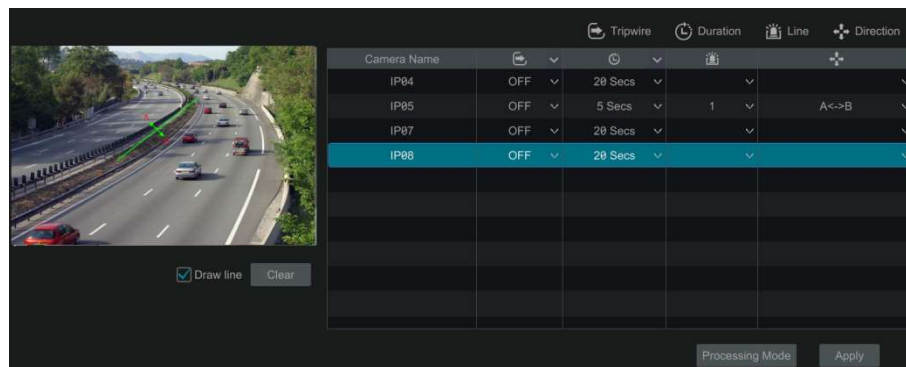 Tripwire Duration Line Direction
Camera Name
IP04 OFF 20 Secs
IP05 OFF 5 Secs 1 A<->B
IP07 OFF 20 Secs
IP08 OFF 20 Secs
Draw line Clear
Processing Mode Apply